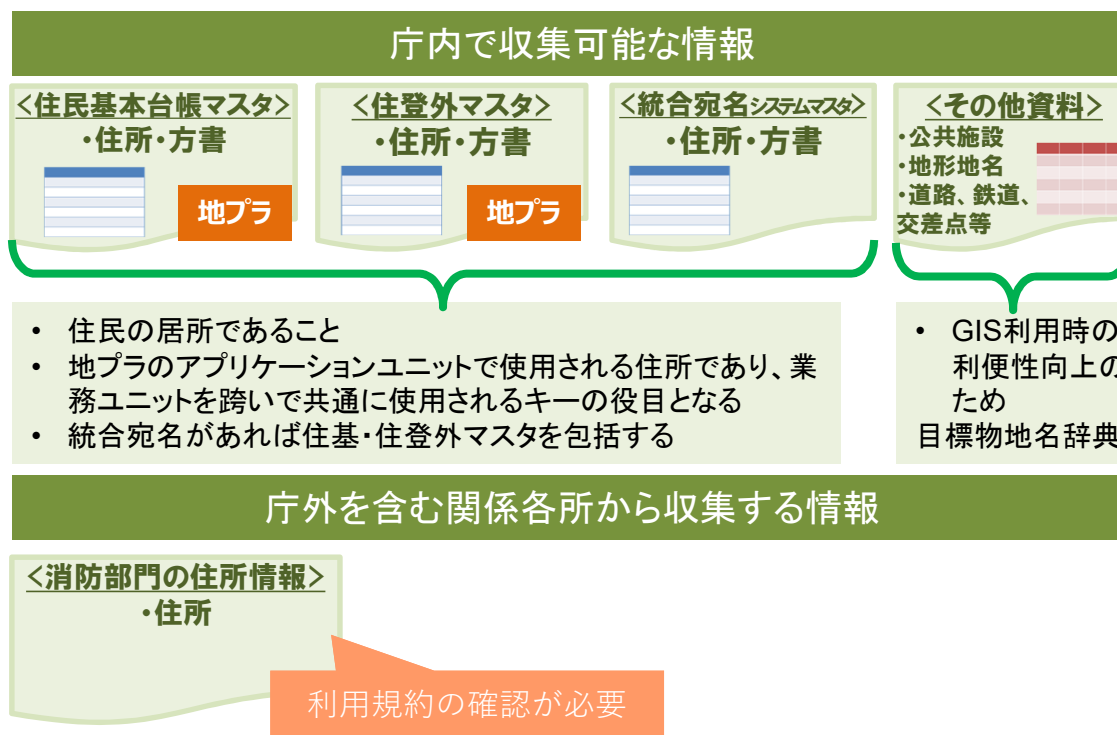 庁内で収集可能な情報
<住民基本台帳マスタ>
・住所・方書
地プラ
<住登外マスタ>
・住所・方書
地プラ
<統合宛名システムマスタ>
・住所・方書
<その他資料>
・公共施設
・地形地名
・道路、鉄道、
交差点等
• 住民の居所であること
• 地プラのアプリケーションユニットで使用される住所であり、業
務ユニットを跨いで共通に使用されるキーの役目となる
• 統合宛名があれば住基・住登外マスタを包括する
• GIS利用時の
利便性向上の
ため
目標物地名辞典
庁外を含む関係各所から収集する情報
<消防部門の住所情報>
・住所
利用規約の確認が必要